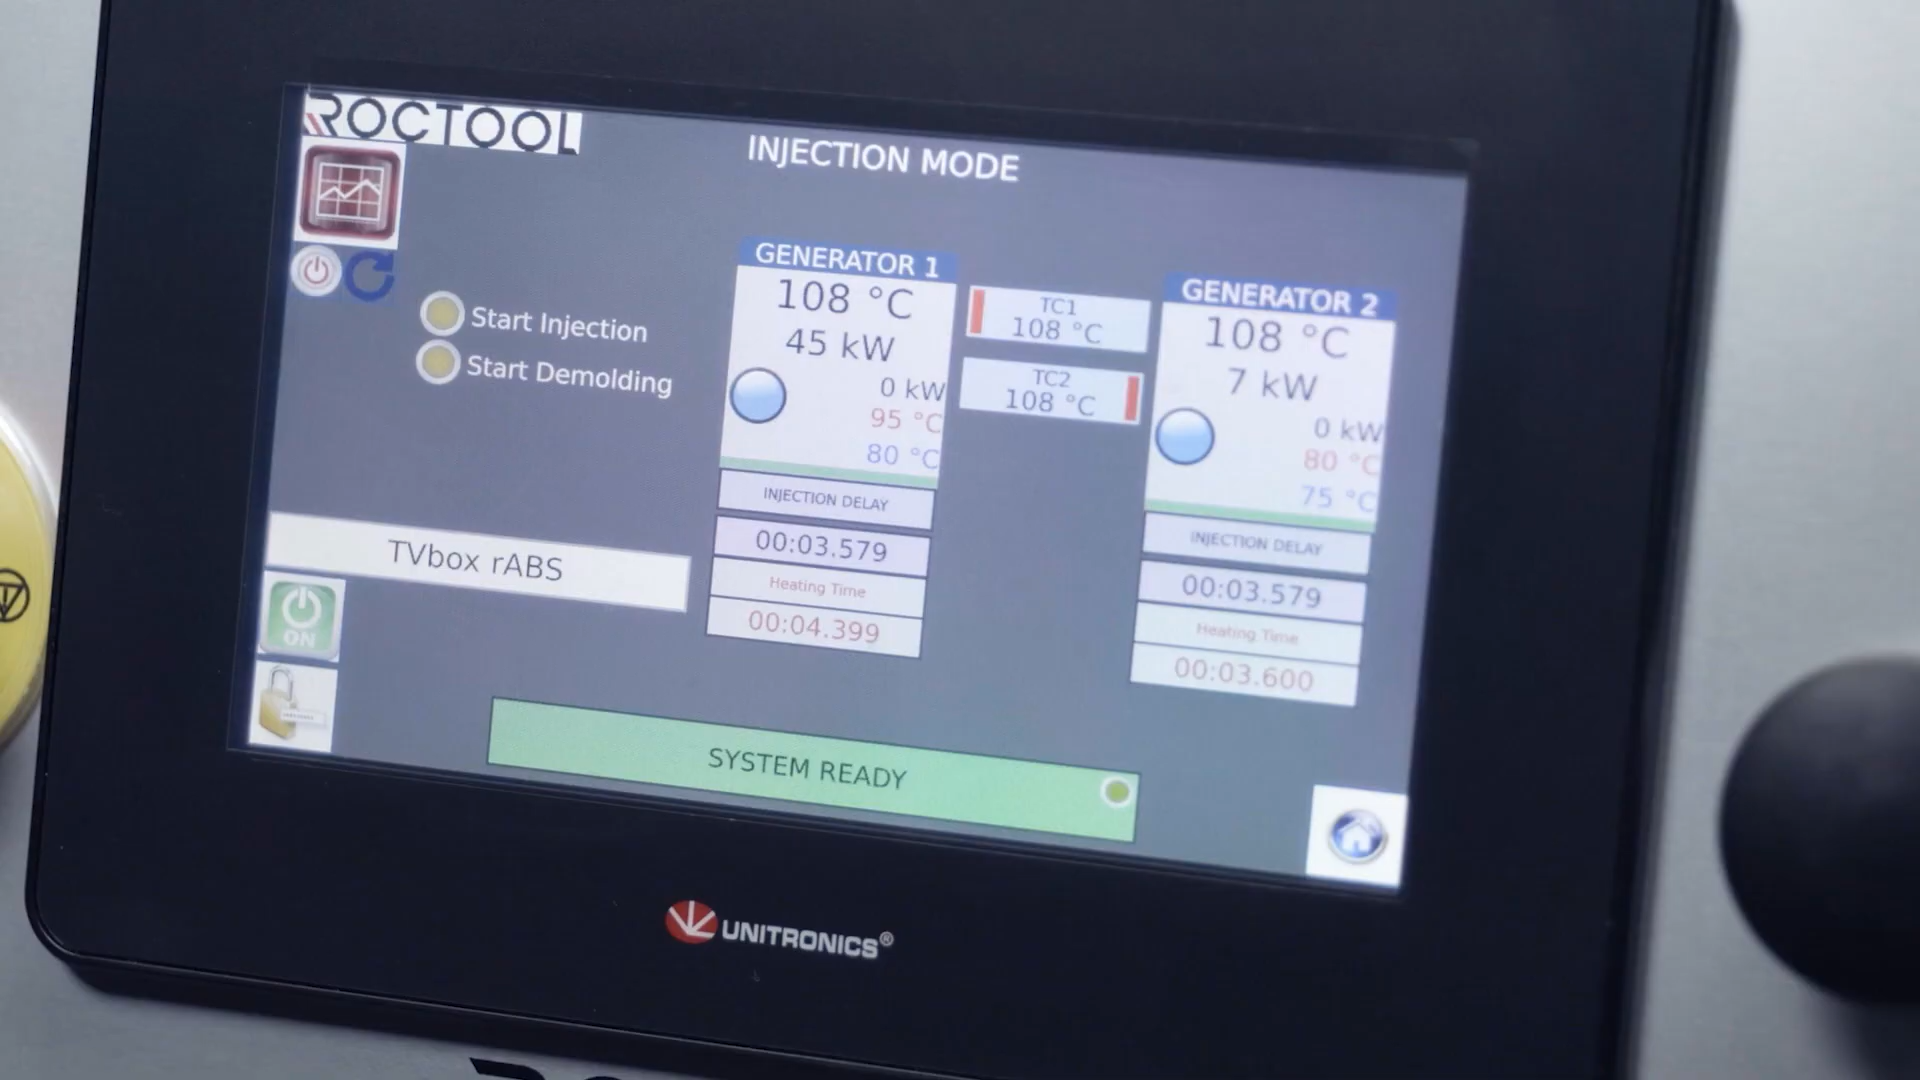 ROCTOOL
INJECTION MODE
Start Injection
Start Demolding
GENERATOR 1
108 °C
45 kW
0 kW
95 °C
80 °C
INJECTION DELAY
00:03.579
Heating Time
00:04.399
TC1
108 °C
TC2
108 °C
GENERATOR 2
108 °C
7 kW
0 kW
80 °C
75 °C
INJECTION DELAY
00:03.579
Heating Time
00:03.600
TVbox rABS
ON
SYSTEM READY
UNITRONICS®